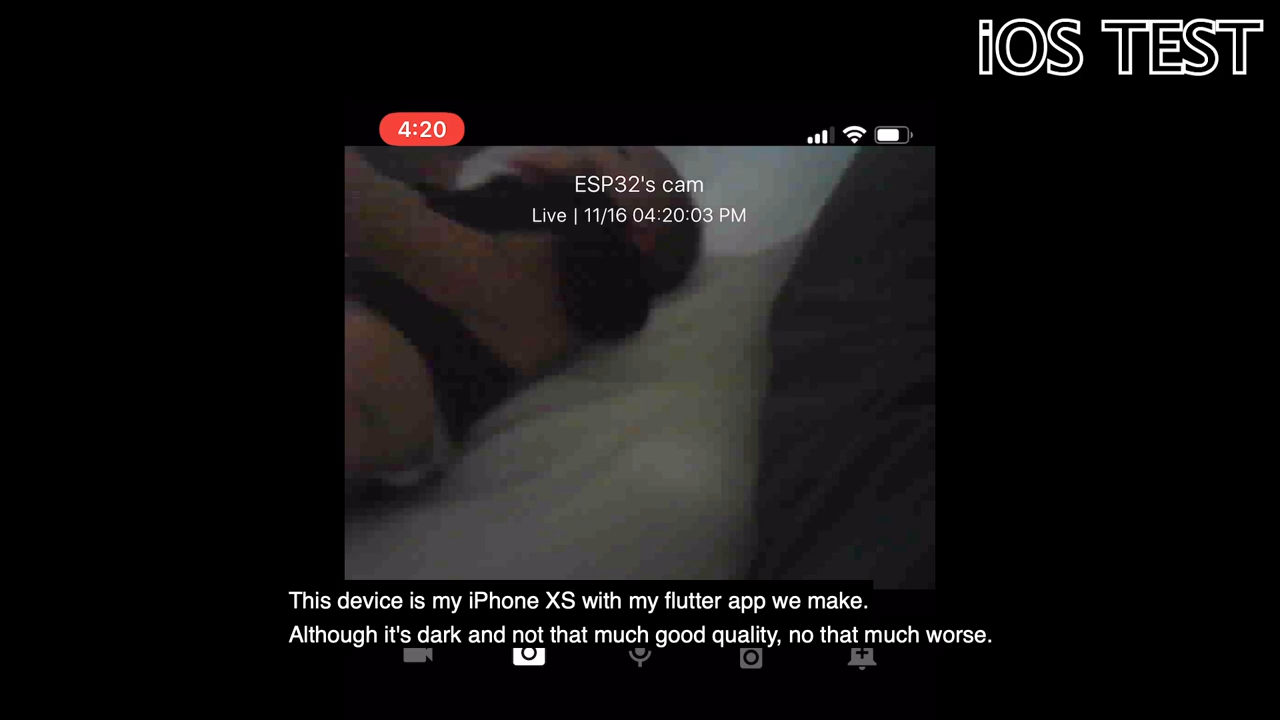 iOS TEST
4:20
ESP32's cam
Live | 11/16 04:20:03 PM
This device is my iPhone XS with my flutter app we make.
Although it's dark and not that much good quality, no that much worse.